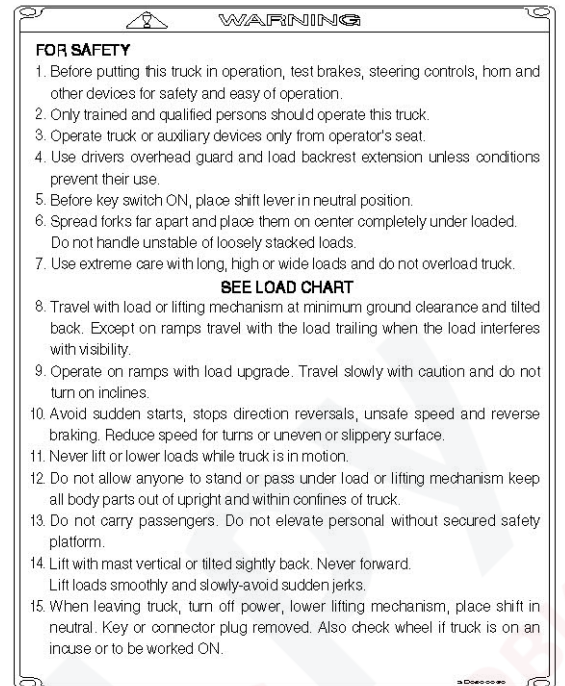 WARNING
FOR SAFETY
1. Before putting this truck in operation, test brakes, steering controls, horn and
other devices for safety and easy of operation.
2. Only trained and qualified persons should operate this truck.
3. Operate truck or auxiliary devices only from operator's seat.
4. Use drivers overhead guard and load backrest extension unless conditions
prevent their use.
5. Before key switch ON, place shift lever in neutral position.
6. Spread forks far apart and place them on center completely under loaded.
Do not handle unstable of loosely stacked loads.
7. Use extreme care with long, high or wide loads and do not overload truck.
SEE LOAD CHART
8. Travel with load or lifting mechanism at minimum ground clearance and tilted
back. Except on ramps travel with the load trailing when the load interferes
with visibility.
9. Operate on ramps with load upgrade. Travel slowly with caution and do not
turn on inclines.
10. Avoid sudden starts, stops direction reversals, unsafe speed and reverse
braking. Reduce speed for turns or uneven or slippery surface.
11. Never lift or lower loads while truck is in motion.
12. Do not allow anyone to stand or pass under load or lifting mechanism keep
all body parts out of upright and within confines of truck.
13. Do not carry passengers. Do not elevate personal without secured safety
platform.
14. Lift with mast vertical or tilted sightly back. Never forward.
Lift loads smoothly and slowly-avoid sudden jerks.
15. When leaving truck, turn off power, lower lifting mechanism, place shift in
neutral. Key or connector plug removed. Also check wheel if truck is on an
incuse or to be worked ON.